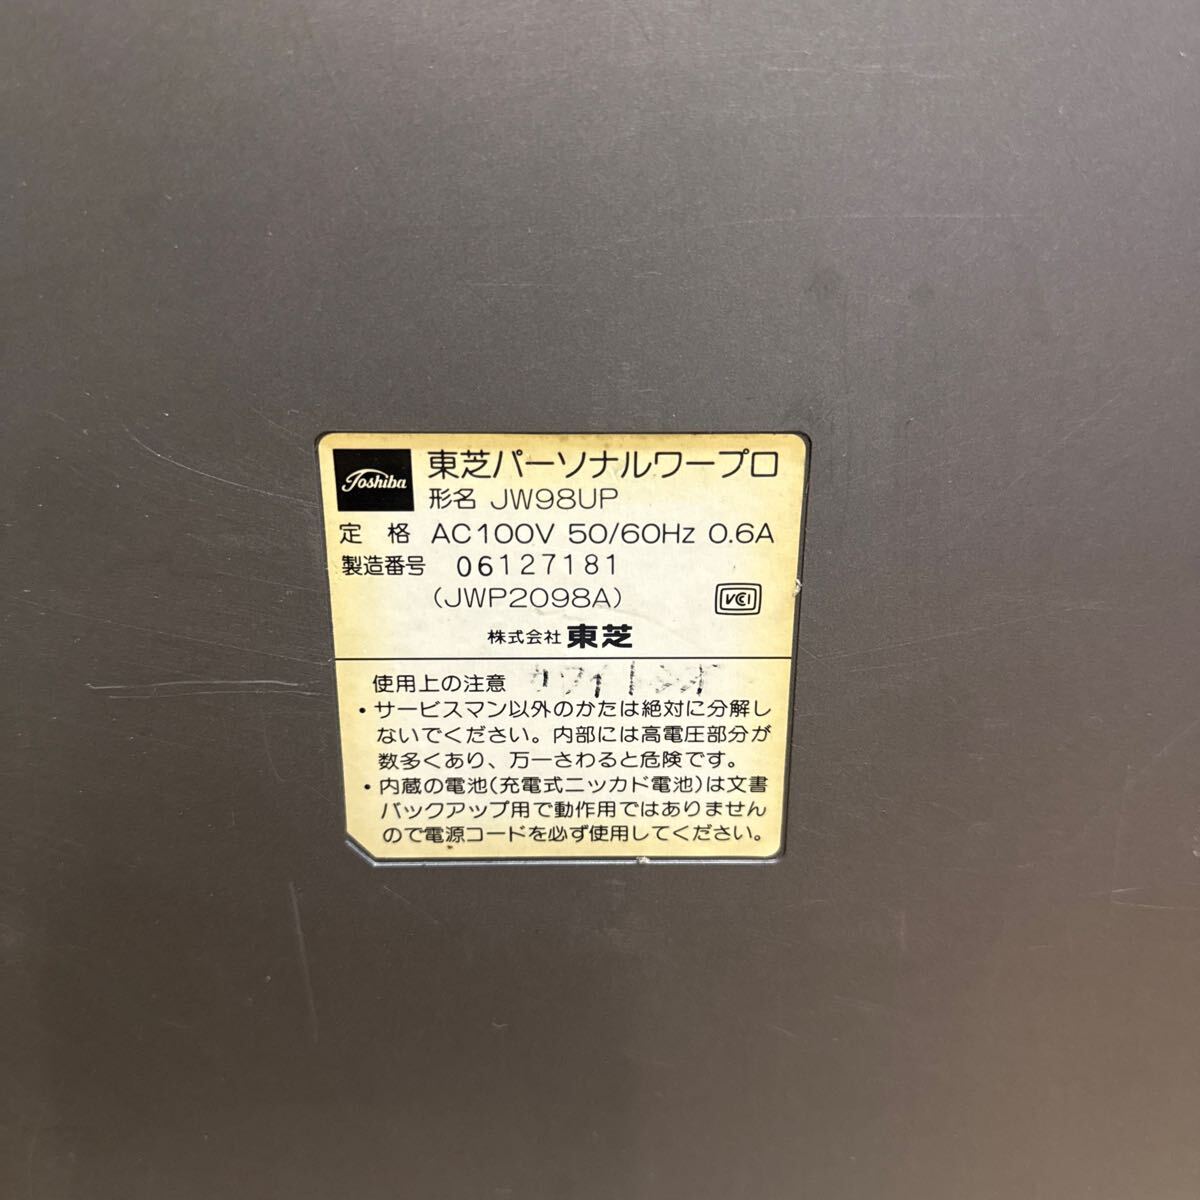 Toshiba
東芝パーソナルワープロ
形名 JW98UP
定 格 AC100V 50/60Hz 0.6A
製造番号 06127181
(JWP2098A)
VCI
株式会社 東芝
使用上の注意
・サービスマン以外のかたは絶対に分解し
ないでください。内部には高電圧部分が
数多くあり、万一さわると危険です。
・内蔵の電池(充電式ニッカド電池)は文書
バックアップ用で動作用ではありません
ので電源コードを必ず使用してください。